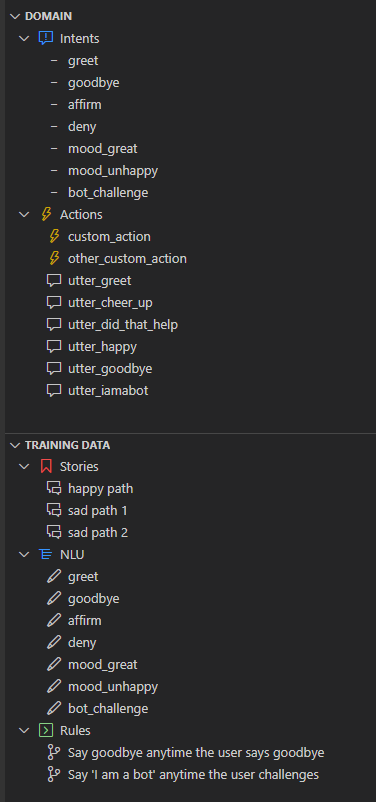 DOMAIN
Intents
greet
goodbye
affirm
deny
mood_great
mood_unhappy
bot_challenge
Actions
custom_action
other_custom_action
utter_greet
utter_cheer_up
utter_did_that_help
utter_happy
utter_goodbye
utter_iamabot
TRAINING DATA
Stories
happy path
sad path 1
sad path 2
NLU
greet
goodbye
affirm
deny
mood_great
mood_unhappy
bot_challenge
Rules
Say goodbye anytime the user says goodbye
Say 'I am a bot' anytime the user challenges